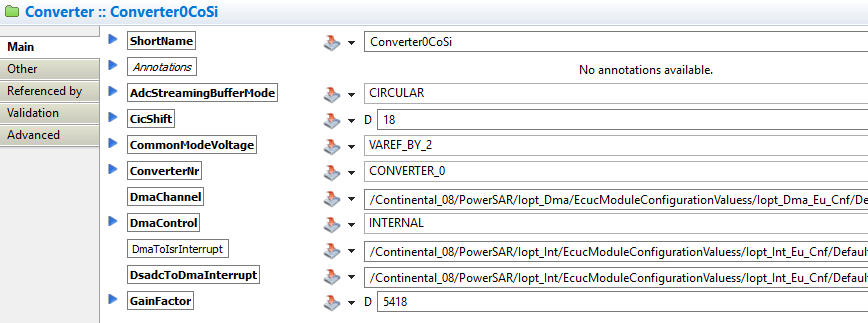 Converter :: Converter0CoSi
Main
Other
Referenced by
Validation
Advanced
ShortName Converter0CoSi
Annotations
No annotations available.
AdcStreamingBufferMode CIRCULAR
CicShift D 18
CommonModeVoltage VAREF_BY_2
ConverterNr CONVERTER_0
DmaChannel /Continental_08/PowerSAR/Iopt_Dma/EcucModuleConfigurationValuess/Iopt_Dma_Eu_Cnf/De
DmaControl INTERNAL
DmaToIsrInterrupt /Continental_08/PowerSAR/Iopt_Int/EcucModuleConfigurationValuess/Iopt_Int_Eu_Cnf/Default
DsadcToDmaInterrupt /Continental_08/PowerSAR/Iopt_Int/EcucModuleConfigurationValuess/Iopt_Int_Eu_Cnf/Default
GainFactor D 5418